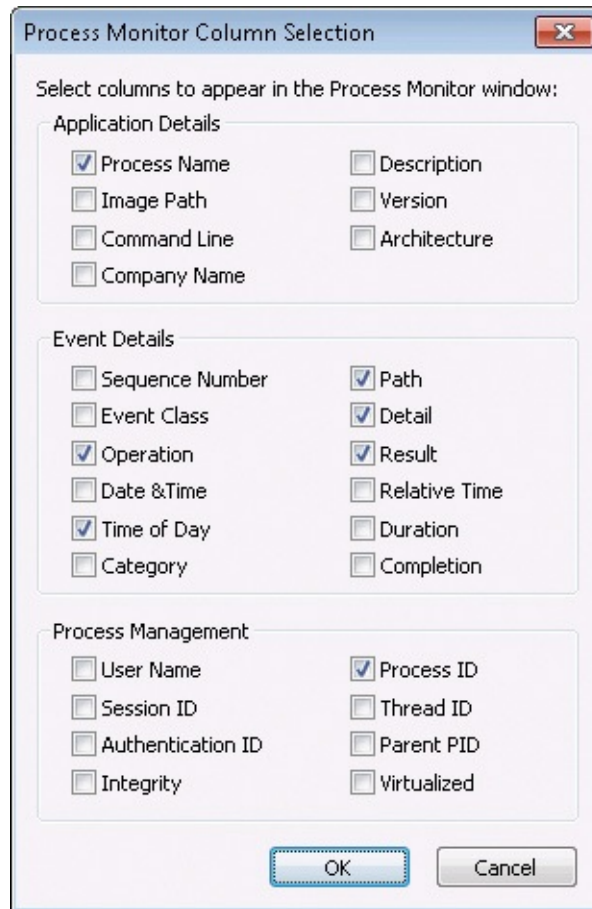 Process Monitor Column Selection
Select columns to appear in the Process Monitor window:
Application Details
Process Name
Description
Image Path
Version
Command Line
Architecture
Company Name
Event Details
Sequence Number
Path
Event Class
Detail
Operation
Result
Date &Time
Relative Time
Time of Day
Duration
Category
Completion
Process Management
User Name
Process ID
Session ID
Thread ID
Authentication ID
Parent PID
Integrity
Virtualized
OK
Cancel